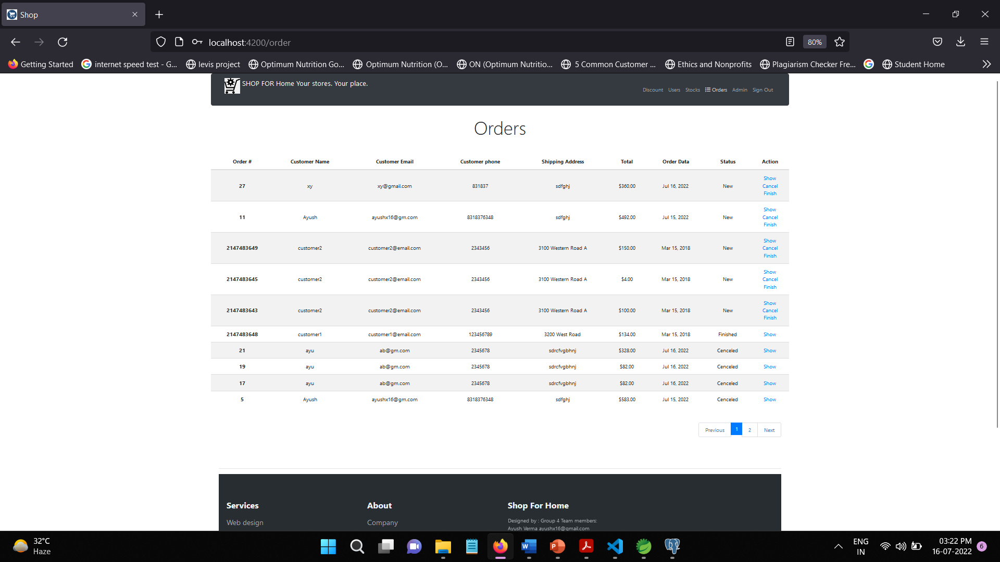 Shop
localhost:4200/order
80%
Getting Started
internet speed test - G...
levis project
Optimum Nutrition Go...
Optimum Nutrition (O...
ON (Optimum Nutritio...
5 Common Customer ...
Ethics and Nonprofits
Plagiarism Checker Fre...
Student Home
SHOP FOR Home Your stores. Your place.
Discount Users Stocks Orders Admin Sign Out
Orders
Order # Customer Name Customer Email Customer phone Shipping Address Total Order Data Status Action
27 xy xy@gmail.com 831837 sdfghj $360.00 Jul 16, 2022 New Show
Cancel
Finish
11 Ayush ayushx16@gm.com 8318376348 sdfghj $492.00 Jul 15, 2022 New Show
Cancel
Finish
2147483649 customer2 customer2@email.com 2343456 3100 Western Road A $150.00 Mar 15, 2018 New Show
Cancel
Finish
2147483645 customer2 customer2@email.com 2343456 3100 Western Road A $4.00 Mar 15, 2018 New Show
Cancel
Finish
2147483643 customer2 customer2@email.com 2343456 3100 Western Road A $100.00 Mar 15, 2018 New Show
Cancel
Finish
2147483648 customer1 customer1@email.com 123456789 3200 West Road $134.00 Mar 15, 2018 Finished Show
21 ayu ab@gm.com 2345678 sdrcfvgbhnj $328.00 Jul 16, 2022 Cenceled Show
19 ayu ab@gm.com 2345678 sdrcfvgbhnj $82.00 Jul 16, 2022 Cenceled Show
17 ayu ab@gm.com 2345678 sdrcfvgbhnj $82.00 Jul 16, 2022 Cenceled Show
5 Ayush ayushx16@gm.com 8318376348 sdfghj $583.00 Jul 15, 2022 Cenceled Show
Previous 1 2 Next
Services
Web design
About
Company
Shop For Home
Designed by : Group 4 Team members:
Ayush Verma ayushx16@gmail.com
32°C
Haze
ENG
IN
03:22 PM
16-07-2022
6